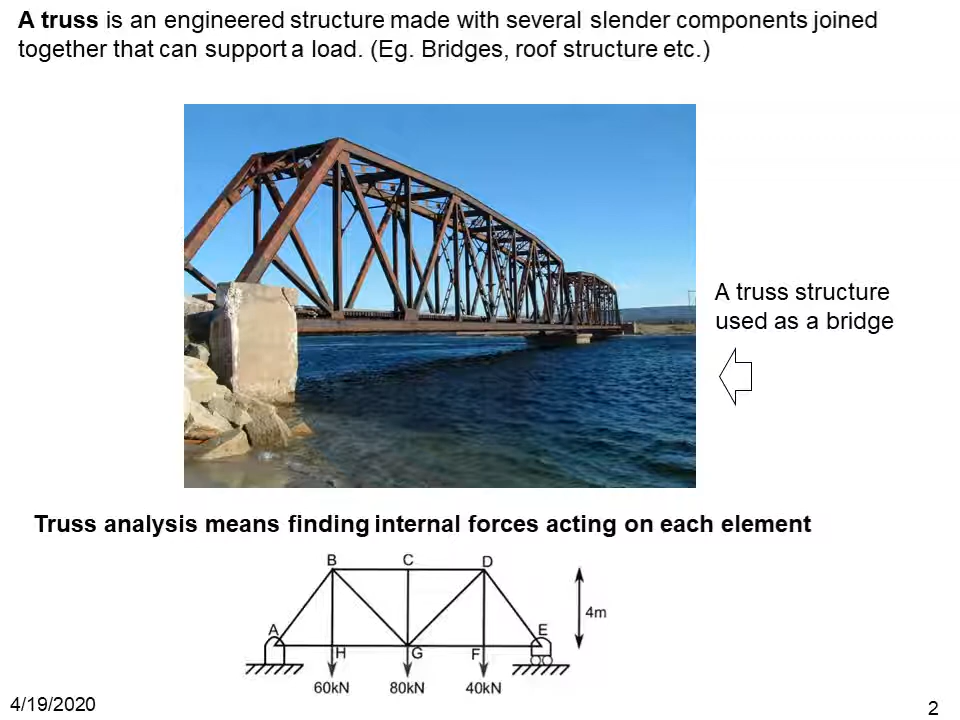 A truss is an engineered structure made with several slender components joined
together that can support a load. (Eg. Bridges, roof structure etc.)
A truss structure
used as a bridge
Truss analysis means finding internal forces acting on each element
B C D
4m
A E
H G F
60kN 80kN 40kN
4/19/2020
2